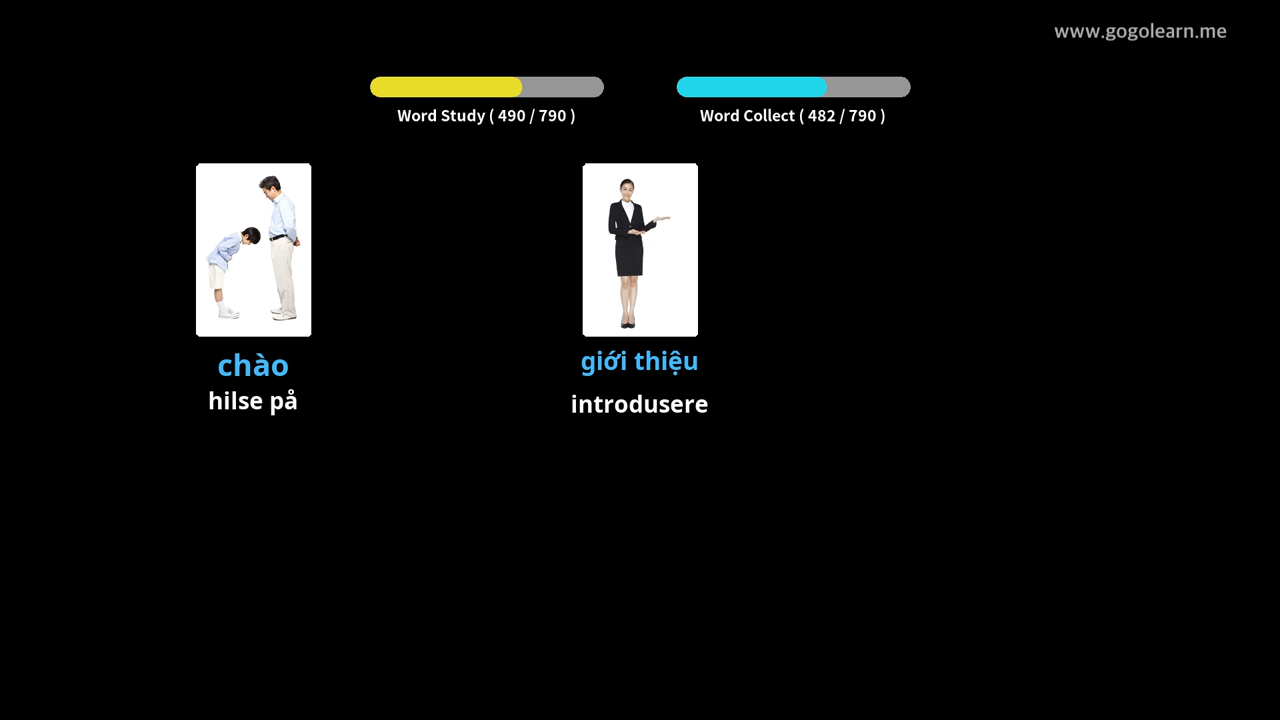 www.gogolearn.me
Word Study ( 490 / 790 )
Word Collect ( 482 / 790 )
chào
hilse på
giới thiệu
introdusere